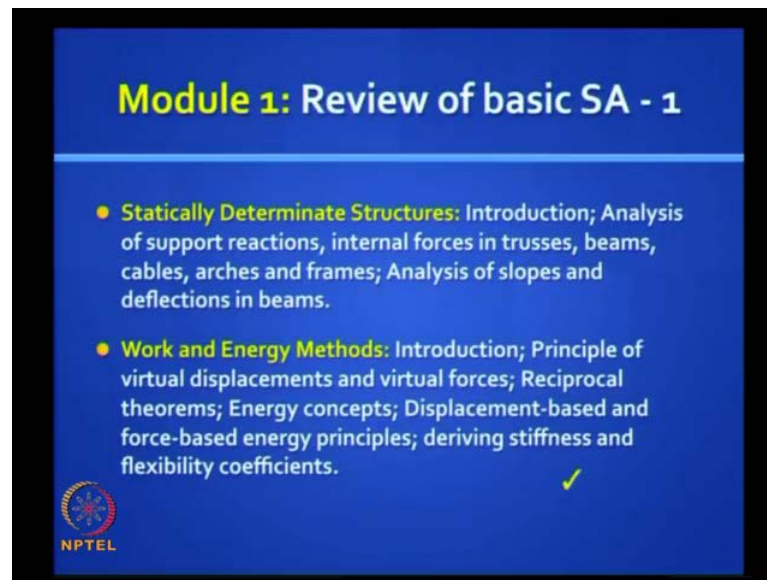 Module 1: Review of basic SA - 1
• Statically Determinate Structures: Introduction; Analysis
of support reactions, internal forces in trusses, beams,
cables, arches and frames; Analysis of slopes and
deflections in beams.
• Work and Energy Methods: Introduction; Principle of
virtual displacements and virtual forces; Reciprocal
theorems; Energy concepts; Displacement-based and
force-based energy principles; deriving stiffness and
flexibility coefficients.
✓
NPTEL